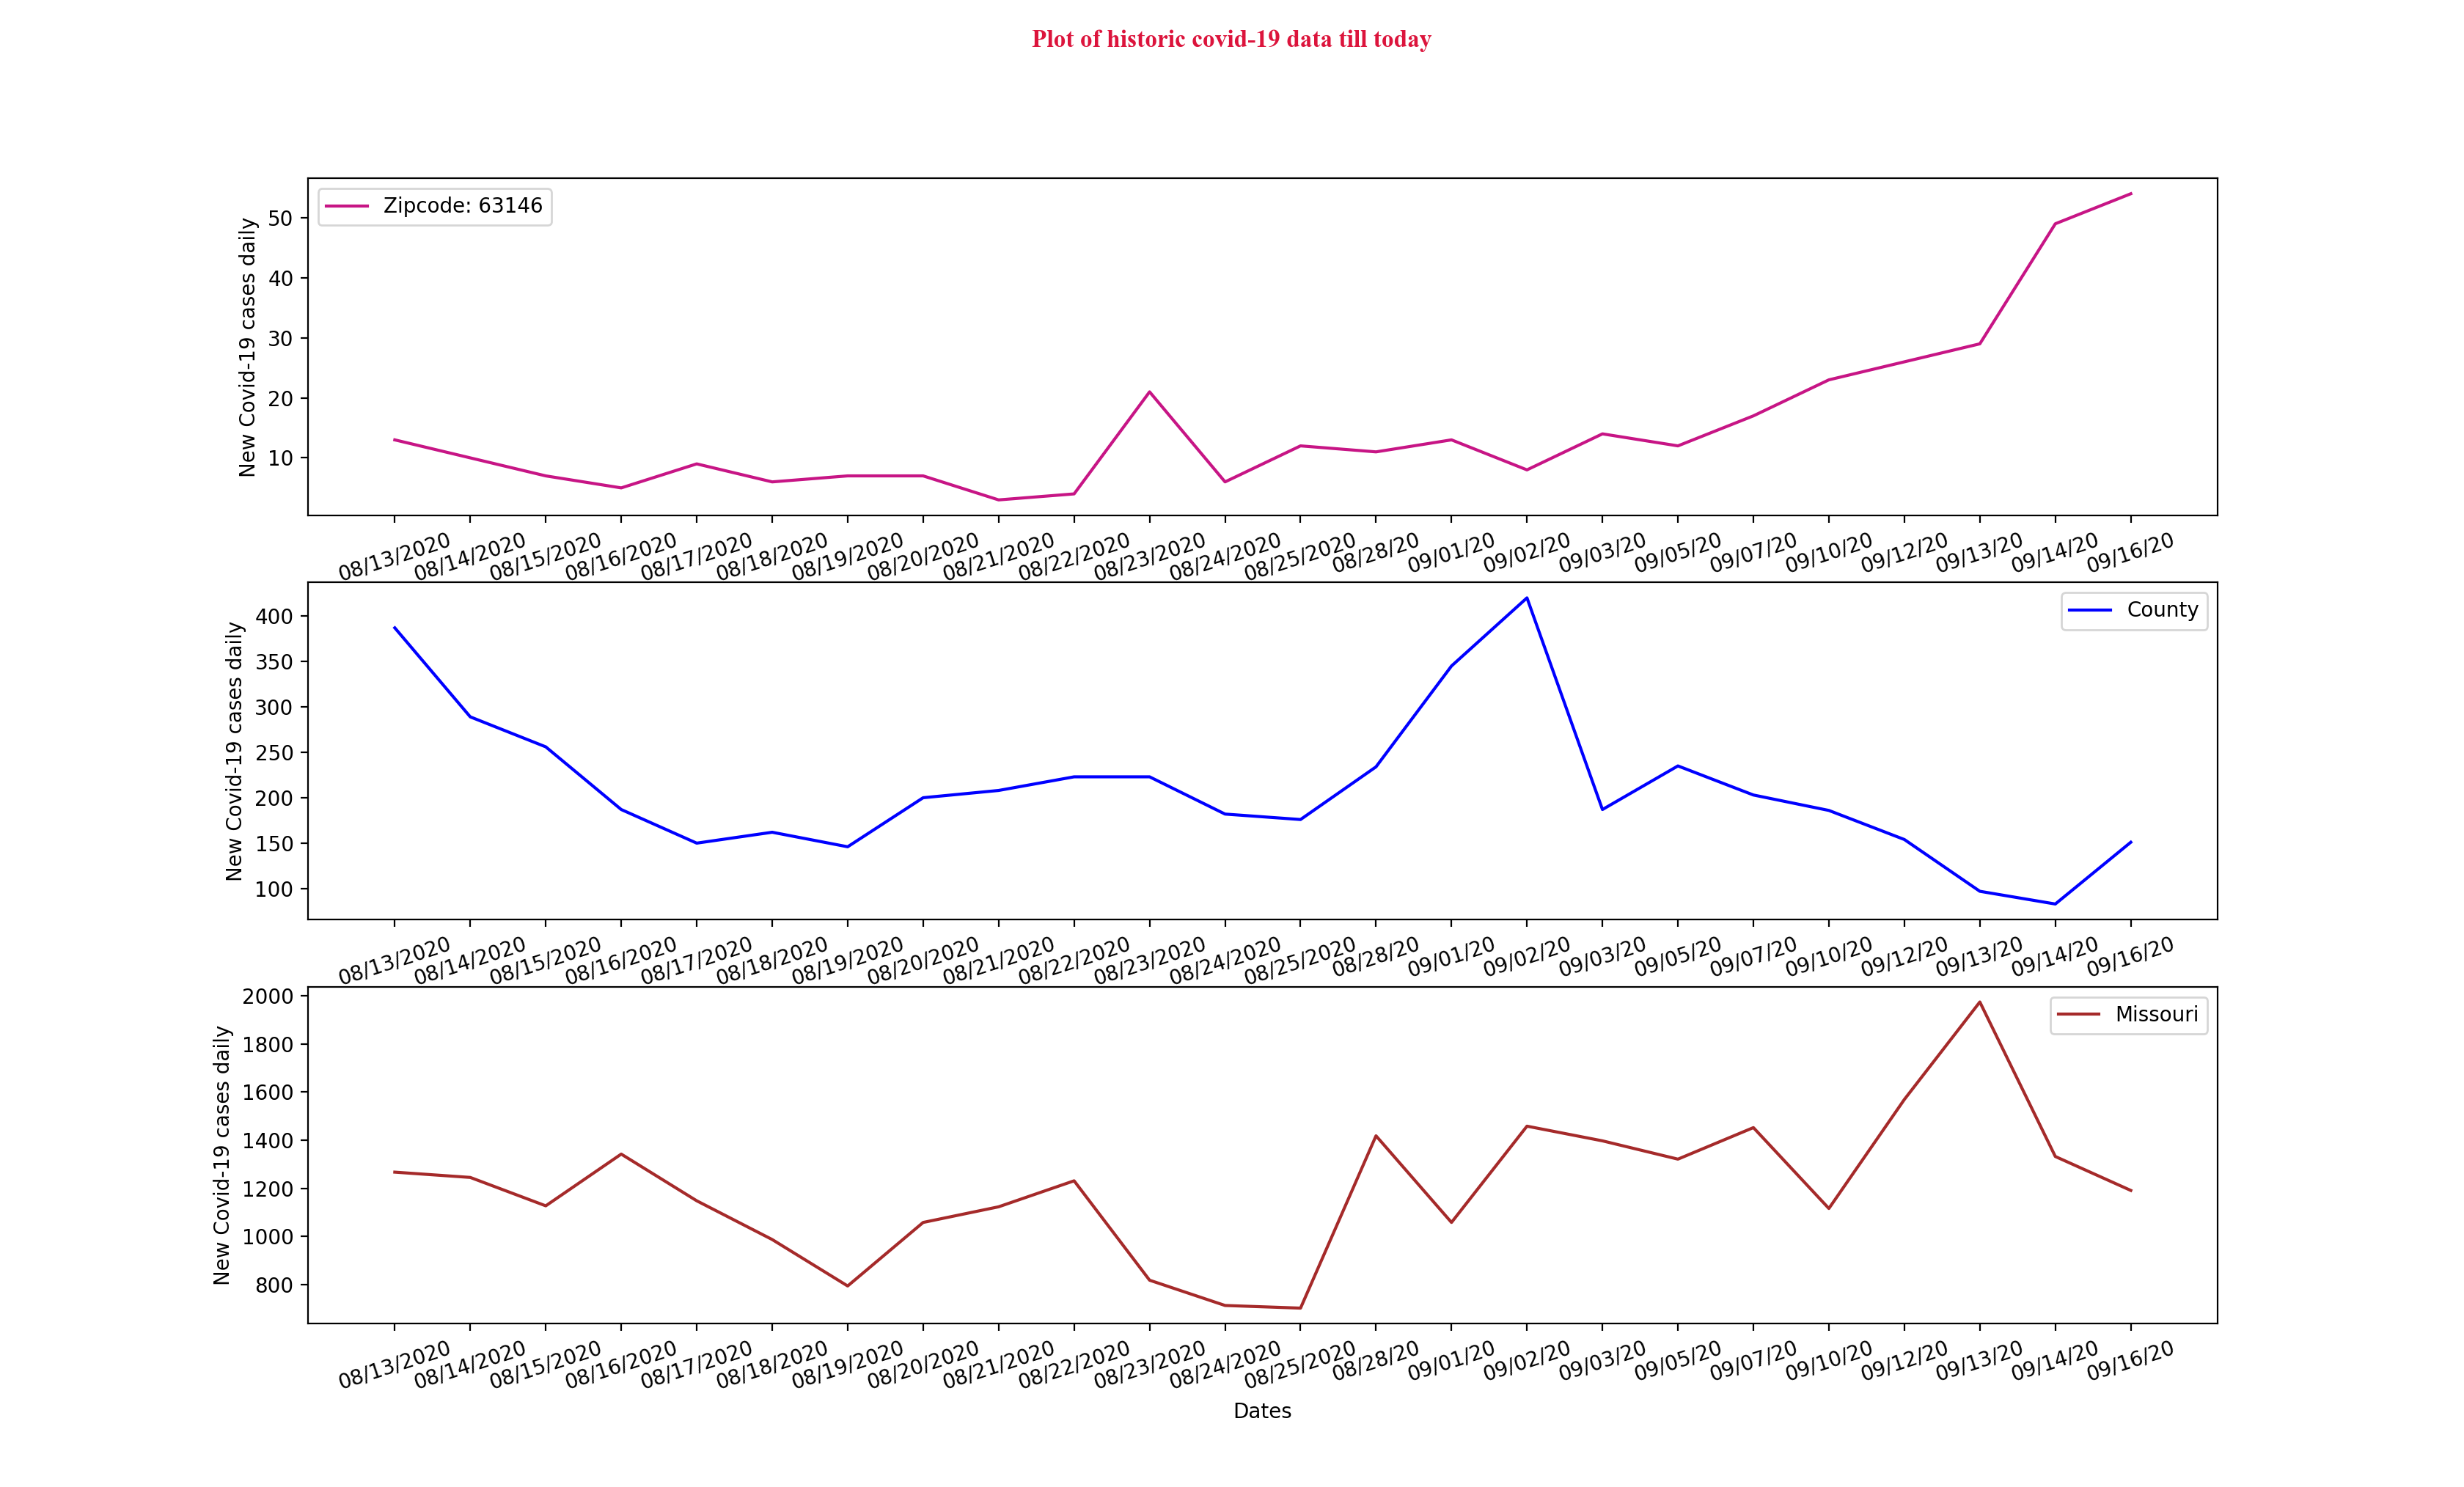 Plot of historic covid-19 data till today
New Covid-19 cases daily
50
40
30
20
10
Zipcode: 63146
08/13/2020 08/14/2020 08/15/2020 08/16/2020 08/17/2020 08/18/2020 08/19/2020 08/20/2020 08/21/2020 08/22/2020 08/23/2020 08/24/2020 08/25/2020 08/28/20 09/01/20 09/02/20 09/03/20 09/05/20 09/07/20 09/10/20 09/12/20 09/13/20 09/14/20 09/16/20
New Covid-19 cases daily
400
350
300
250
200
150
100
County
08/13/2020 08/14/2020 08/15/2020 08/16/2020 08/17/2020 08/18/2020 08/19/2020 08/20/2020 08/21/2020 08/22/2020 08/23/2020 08/24/2020 08/25/2020 08/28/20 09/01/20 09/02/20 09/03/20 09/05/20 09/07/20 09/10/20 09/12/20 09/13/20 09/14/20 09/16/20
New Covid-19 cases daily
2000
1800
1600
1400
1200
1000
800
Missouri
08/13/2020 08/14/2020 08/15/2020 08/16/2020 08/17/2020 08/18/2020 08/19/2020 08/20/2020 08/21/2020 08/22/2020 08/23/2020 08/24/2020 08/25/2020 08/28/20 09/01/20 09/02/20 09/03/20 09/05/20 09/07/20 09/10/20 09/12/20 09/13/20 09/14/20 09/16/20
Dates